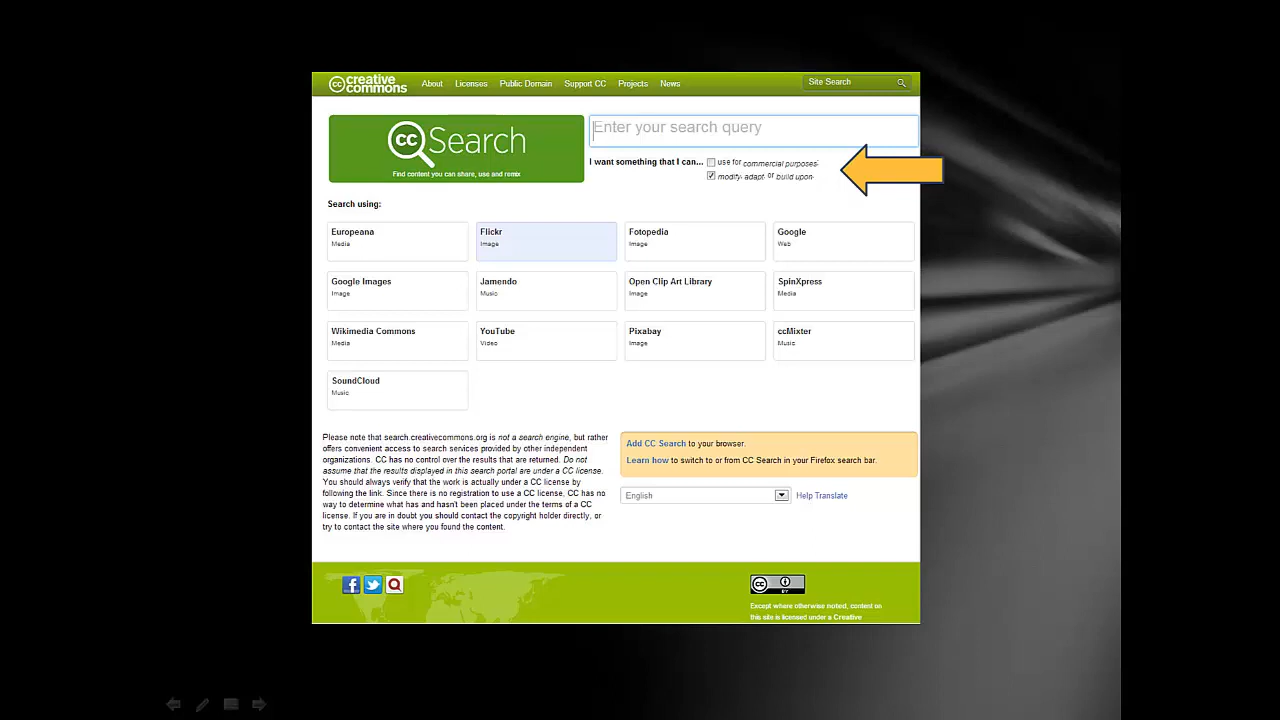 creative commons
About Licenses Public Domain Support CC Projects News
Site Search
cc Search
Find content you can share, use and remix
Enter your search query
I want something that I can... use for commercial purposes;
modify, adapt, or build upon.
Search using:
Europeana
Media
Flickr
Image
Fotopedia
Image
Google
Web
Google Images
Image
Jamendo
Music
Open Clip Art Library
Image
SpinXpress
Media
Wikimedia Commons
Media
YouTube
Video
Pixabay
Image
ccMixter
Music
SoundCloud
Music
Please note that search.creativecommons.org is not a search engine, but rather
offers convenient access to search services provided by other independent
organizations. CC has no control over the results that are returned. Do not
assume that the results displayed in this search portal are under a CC license.
You should always verify that the work is actually under a CC license by
following the link. Since there is no registration to use a CC license, CC has no
way to determine what has and hasn't been placed under the terms of a CC
license. If you are in doubt you should contact the copyright holder directly, or
try to contact the site where you found the content.
Add CC Search to your browser.
Learn how to switch to or from CC Search in your Firefox search bar.
English
Help Translate
cc
BY
Except where otherwise noted, content on
this site is licensed under a Creative